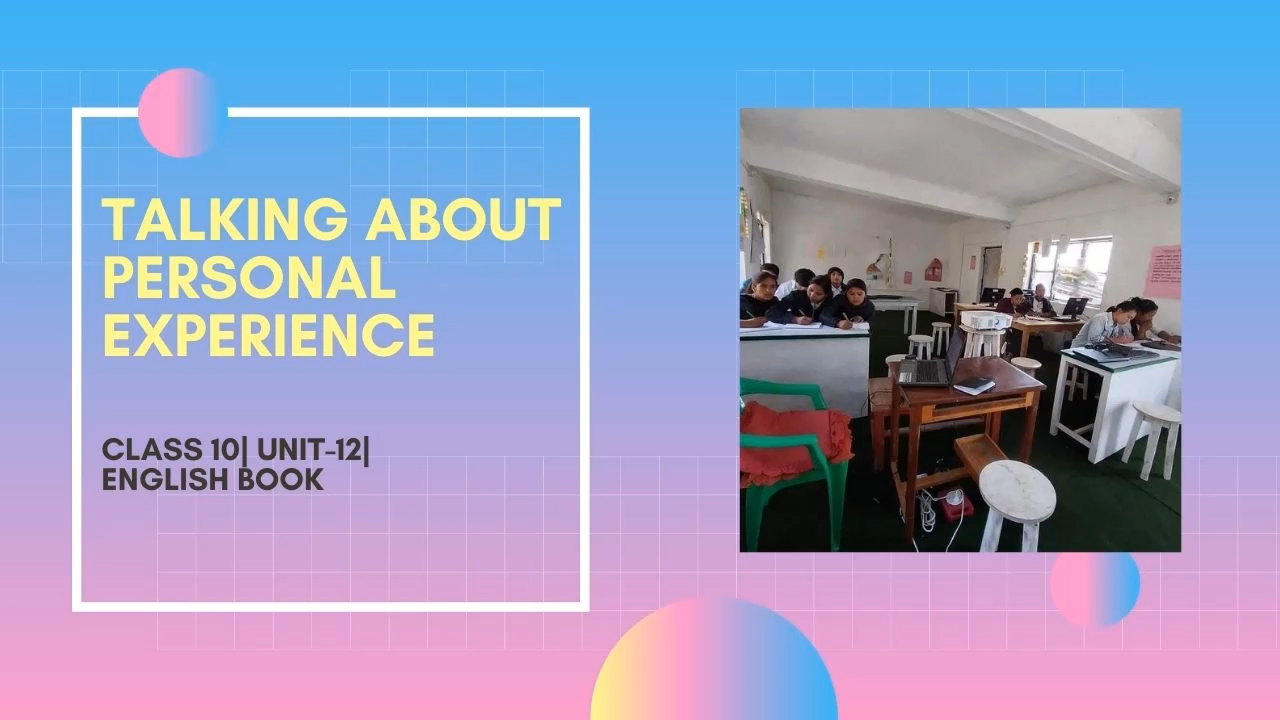 TALKING ABOUT
PERSONAL
EXPERIENCE
CLASS 10| UNIT-12|
ENGLISH BOOK